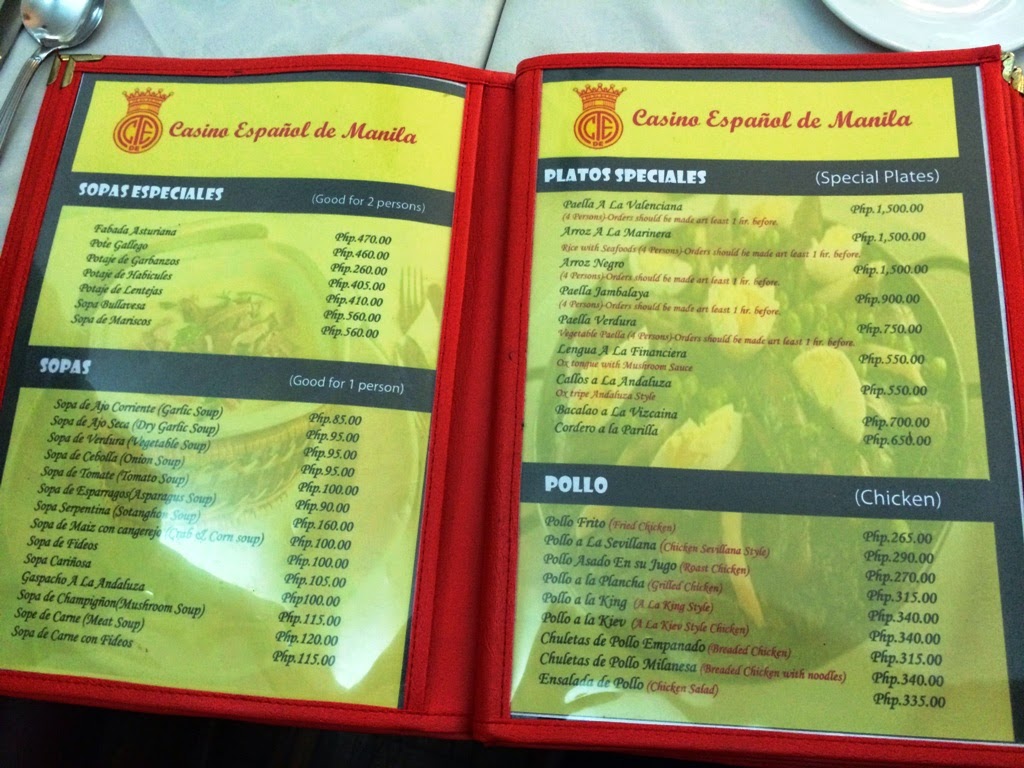 CE
DE
Casino Español de Manila
SOPAS ESPECIALES (Good for 2 persons)
Fabada Asturiana Php.470.00
Pote Gallego Php.460.00
Potaje de Garbanzos Php.260.00
Potaje de Habicules Php.405.00
Potaje de Lentejas Php.410.00
Sopa Bullavesa Php.560.00
Sopa de Mariscos Php.560.00
SOPAS (Good for 1 person)
Sopa de Ajo Corriente (Garlic Soup) Php.85.00
Sopa de Ajo Seca (Dry Garlic Soup) Php.95.00
Sopa de Verdura (Vegetable Soup) Php.95.00
Sopa de Cebolla (Onion Soup) Php.95.00
Sopa de Tomate (Tomato Soup) Php.100.00
Sopa de Esparragos(Asparagus Soup) Php.90.00
Sopa Serpentina (Sotanghon Soup) Php.160.00
Sopa de Maiz con cangerejo (Crab & Corn soup) Php.100.00
Sopa de Fideos Php.100.00
Sopa Cariñosa Php.105.00
Gaspacho A La Andaluza Php100.00
Sopa de Champigñon(Mushroom Soup) Php.115.00
Sope de Carne (Meat Soup) Php.120.00
Sopa de Carne con Fideos Php.115.00
CE
DE
Casino Español de Manila
PLATOS SPECIALES (Special Plates)
Paella A La Valenciana Php.1,500.00
(4 Persons)-Orders should be made art least 1 hr. before.
Arroz A La Marinera Php.1,500.00
Rice with Seafoods (4 Persons)-Orders should be made art least 1 hr. before.
Arroz Negro Php.1,500.00
(4 Persons)-Orders should be made art least 1 hr. before.
Paella Jambalaya Php.900.00
(4 Persons)-Orders should be made art least 1 hr. before.
Paella Verdura Php.750.00
Vegetable Paella (4 Persons)-Orders should be made art least 1 hr. before.
Lengua A La Financiera Php.550.00
Ox tongue with Mushroom Sauce
Callos a La Andaluza Php.550.00
Ox tripe Andaluza Style
Bacalao a La Vizcaina Php.700.00
Cordero a la Parilla Php.650.00
POLLO (Chicken)
Pollo Frito (Fried Chicken) Php.265.00
Pollo a La Sevillana (Chicken Sevillana Style) Php.290.00
Pollo Asado En su Jugo (Roast Chicken) Php.270.00
Pollo a la Plancha (Grilled Chicken) Php.315.00
Pollo a la King (A La King Style) Php.340.00
Pollo a la Kiev (A La Kiev Style Chicken) Php.340.00
Chuletas de Pollo Empanado (Breaded Chicken) Php.315.00
Chuletas de Pollo Milanesa (Breaded Chicken with noodles) Php.340.00
Ensalada de Pollo (Chicken Salad) Php.335.00